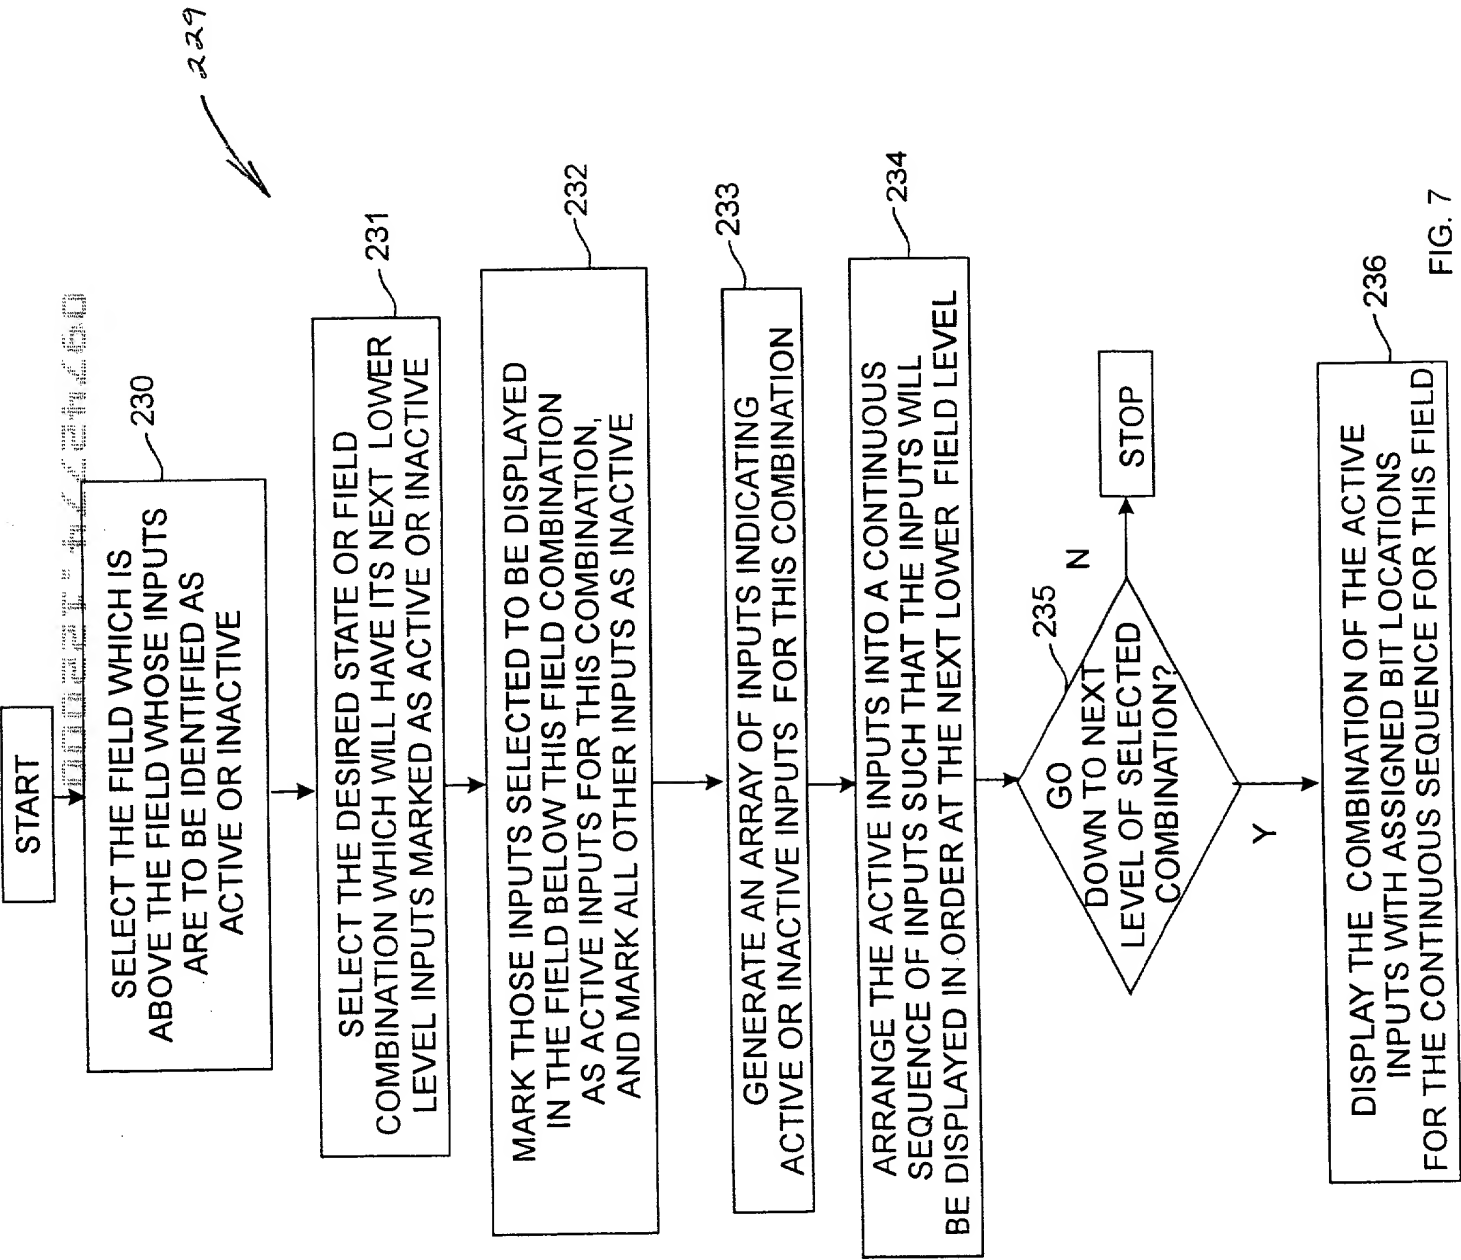 229
START
230
SELECT THE FIELD WHICH IS
ABOVE THE FIELD WHOSE INPUTS
ARE TO BE IDENTIFIED AS
ACTIVE OR INACTIVE
231
SELECT THE DESIRED STATE OR FIELD
COMBINATION WHICH WILL HAVE ITS NEXT LOWER
LEVEL INPUTS MARKED AS ACTIVE OR INACTIVE
232
MARK THOSE INPUTS SELECTED TO BE DISPLAYED
IN THE FIELD BELOW THIS FIELD COMBINATION
AS ACTIVE INPUTS FOR THIS COMBINATION,
AND MARK ALL OTHER INPUTS AS INACTIVE
233
GENERATE AN ARRAY OF INPUTS INDICATING
ACTIVE OR INACTIVE INPUTS FOR THIS COMBINATION
234
ARRANGE THE ACTIVE INPUTS INTO A CONTINUOUS
SEQUENCE OF INPUTS SUCH THAT THE INPUTS WILL
BE DISPLAYED IN ORDER AT THE NEXT LOWER FIELD LEVEL
235
GO
DOWN TO NEXT
LEVEL OF SELECTED
COMBINATION?
N
STOP
Y
236
DISPLAY THE COMBINATION OF THE ACTIVE
INPUTS WITH ASSIGNED BIT LOCATIONS
FOR THE CONTINUOUS SEQUENCE FOR THIS FIELD
FIG. 7